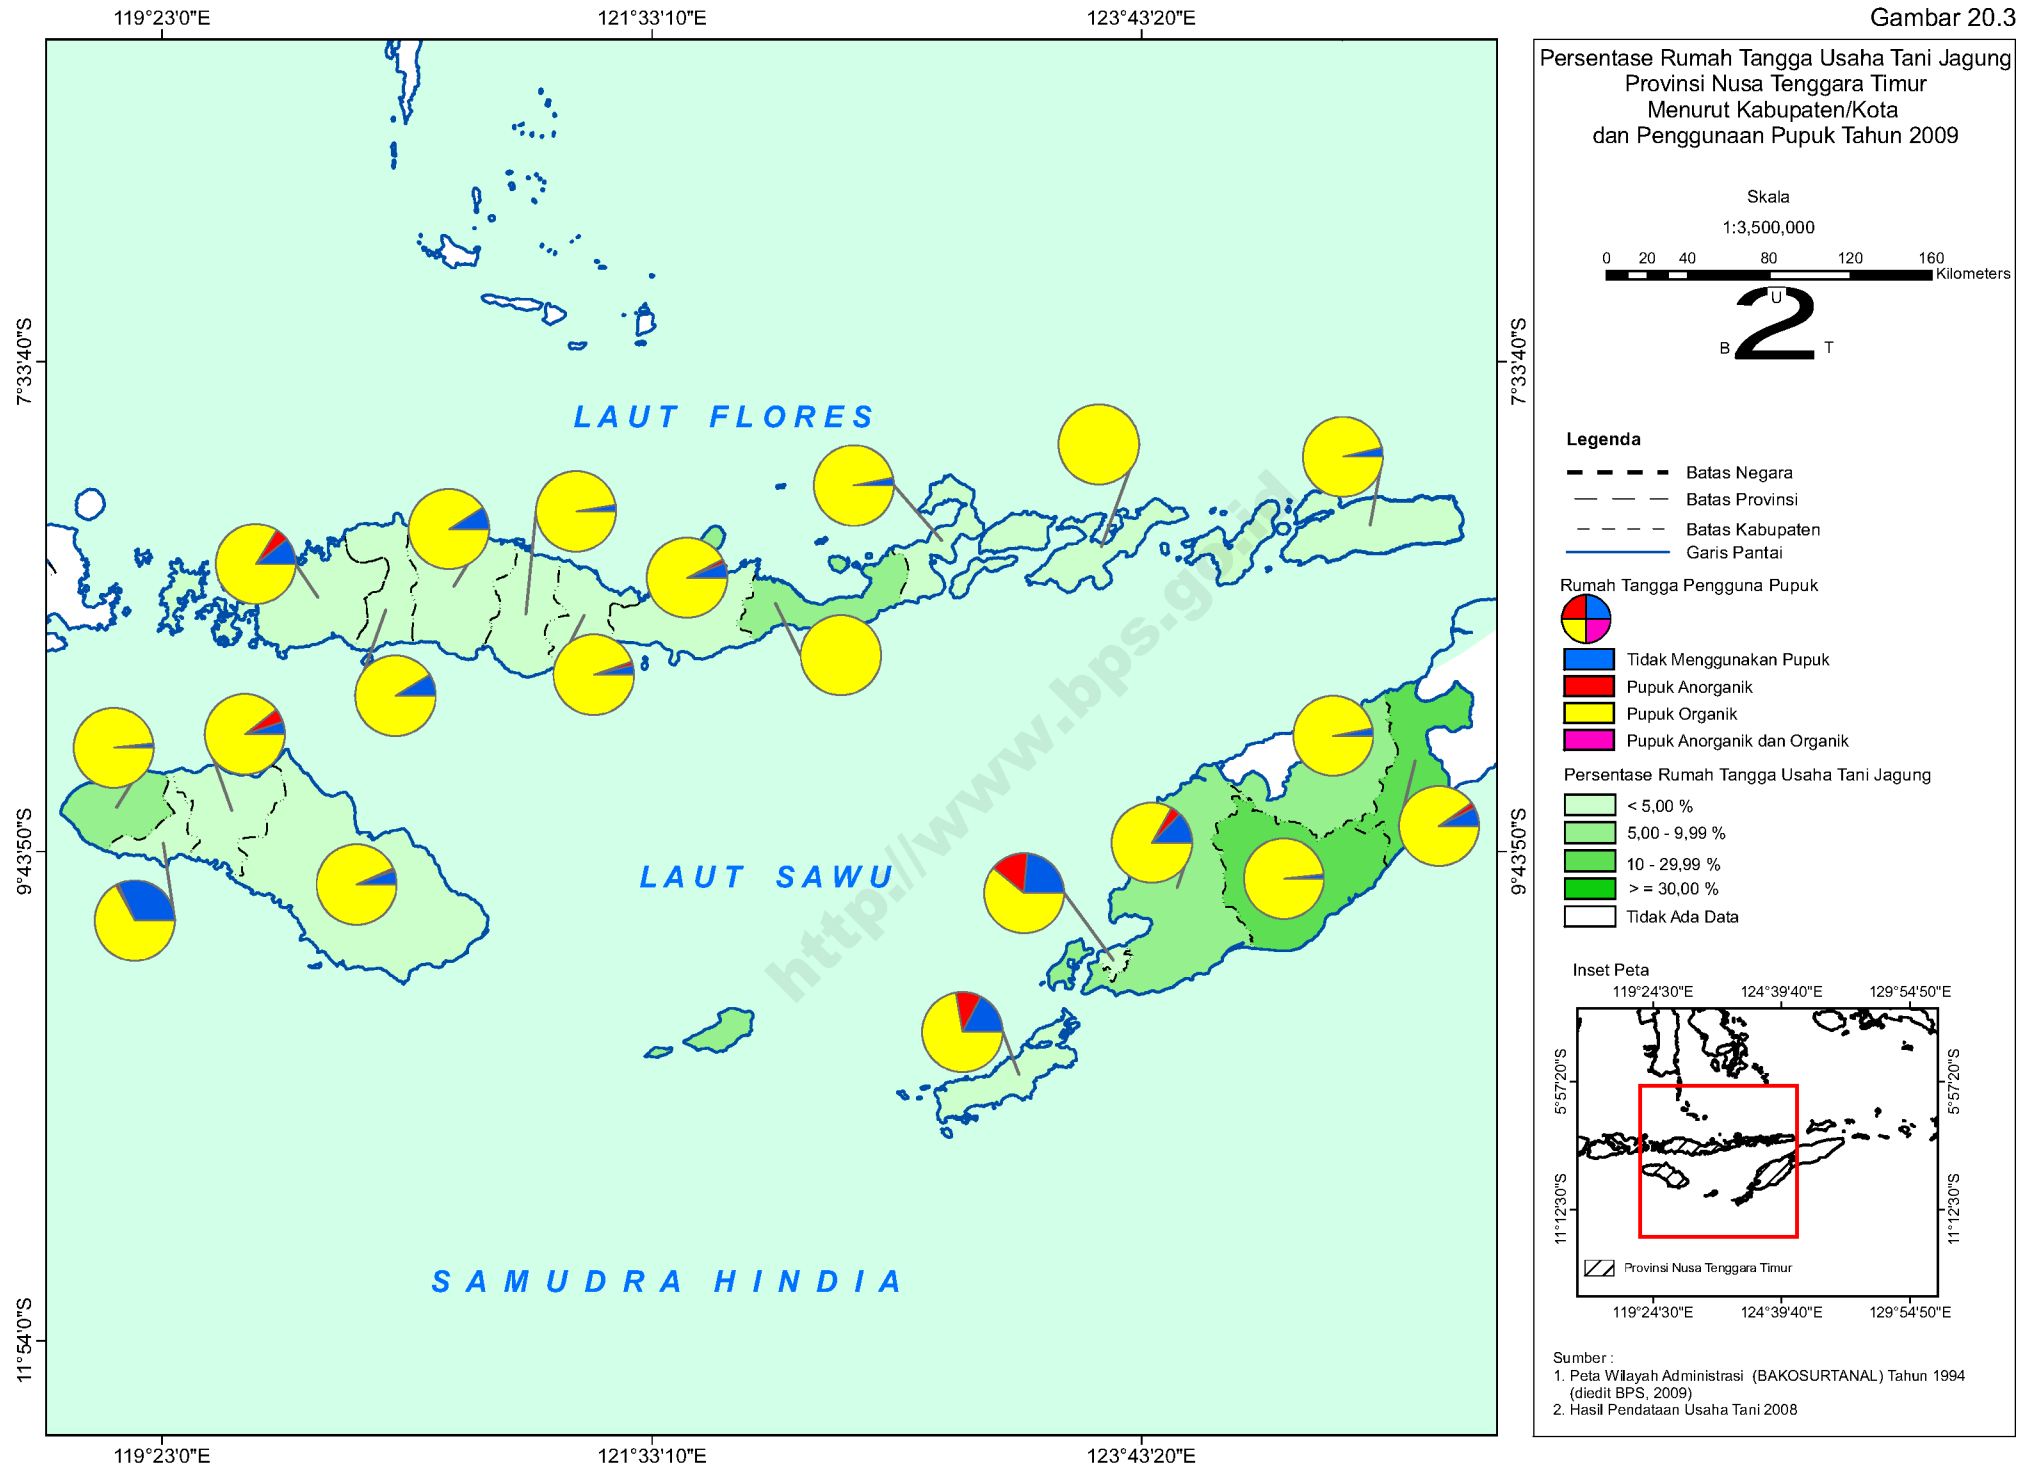 Gambar 20.3
119°23'0"E
121°33'10"E
123°43'20"E
7°33'40"S
7°33'40"S
9°43'50"S
9°43'50"S
11°54'0"S
119°23'0"E
121°33'10"E
123°43'20"E
LAUT FLORES
LAUT SAWU
SAMUDRA HINDIA
http://www.bps.go.id
Persentase Rumah Tangga Usaha Tani Jagung
Provinsi Nusa Tenggara Timur
Menurut Kabupaten/Kota
dan Penggunaan Pupuk Tahun 2009
Skala
1:3,500,000
0 20 40 80 120 160
Kilometers
U
2
B T
Legenda
Batas Negara
Batas Provinsi
Batas Kabupaten
Garis Pantai
Rumah Tangga Pengguna Pupuk
Tidak Menggunakan Pupuk
Pupuk Anorganik
Pupuk Organik
Pupuk Anorganik dan Organik
Persentase Rumah Tangga Usaha Tani Jagung
< 5,00 %
5,00 - 9,99 %
10 - 29,99 %
> = 30,00 %
Tidak Ada Data
Inset Peta
119°24'30"E 124°39'40"E 129°54'50"E
5°57'20"S
5°57'20"S
11°12'30"S
11°12'30"S
Provinsi Nusa Tenggara Timur
119°24'30"E 124°39'40"E 129°54'50"E
Sumber :
1. Peta Wilayah Administrasi (BAKOSURTANAL) Tahun 1994
(diedit BPS, 2009)
2. Hasil Pendataan Usaha Tani 2008